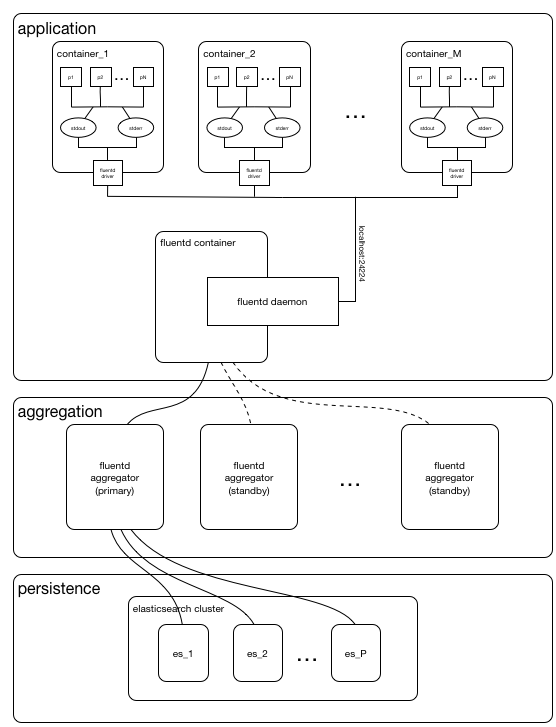 application
container_1
container_2
container_M
p1
p2
...
pN
p1
p2
...
pN
...
p1
p2
...
pN
stdout
stderr
stdout
stderr
stdout
stderr
fluentd
driver
fluentd
driver
fluentd
driver
localhost:24224
fluentd container
fluentd daemon
aggregation
fluentd
aggregator
(primary)
fluentd
aggregator
(standby)
...
fluentd
aggregator
(standby)
persistence
elasticsearch cluster
es_1
es_2
...
es_P